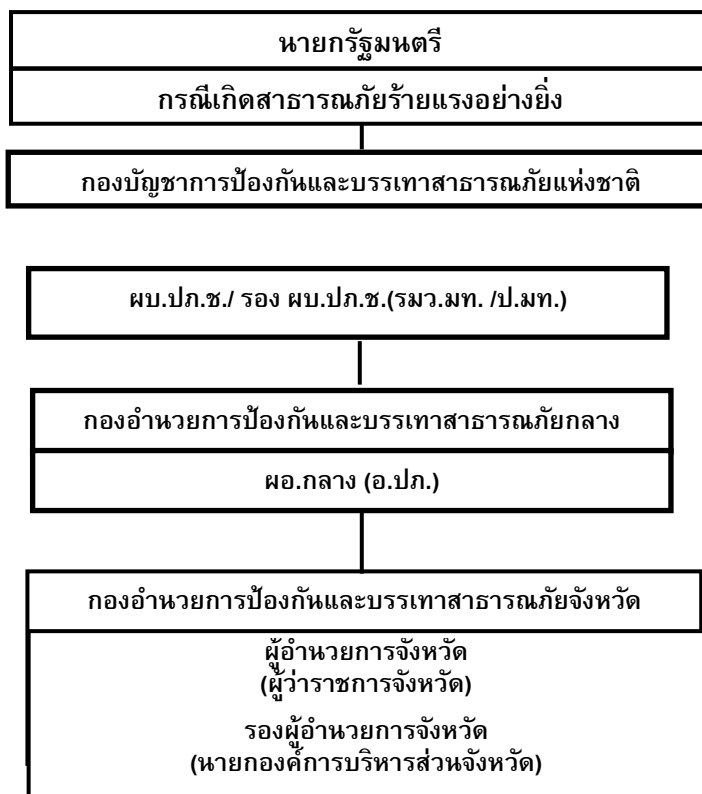 นายกรัฐมนตรี
กรณีเกิดสาธารณภัยร้ายแรงอย่างยิ่ง
กองบัญชาการป้องกันและบรรเทาสาธารณภัยแห่งชาติ
ผบ.ปภ.ช./ รอง ผบ.ปภ.ช.(รมว.มท. /ป.มท.)
กองอำนวยการป้องกันและบรรเทาสาธารณภัยกลาง
ผอ.กลาง (อ.ปภ.)
กองอำนวยการป้องกันและบรรเทาสาธารณภัยจังหวัด
ผู้อำนวยการจังหวัด
(ผู้ว่าราชการจังหวัด)
รองผู้อำนวยการจังหวัด
(นายกองค์การบริหารส่วนจังหวัด)